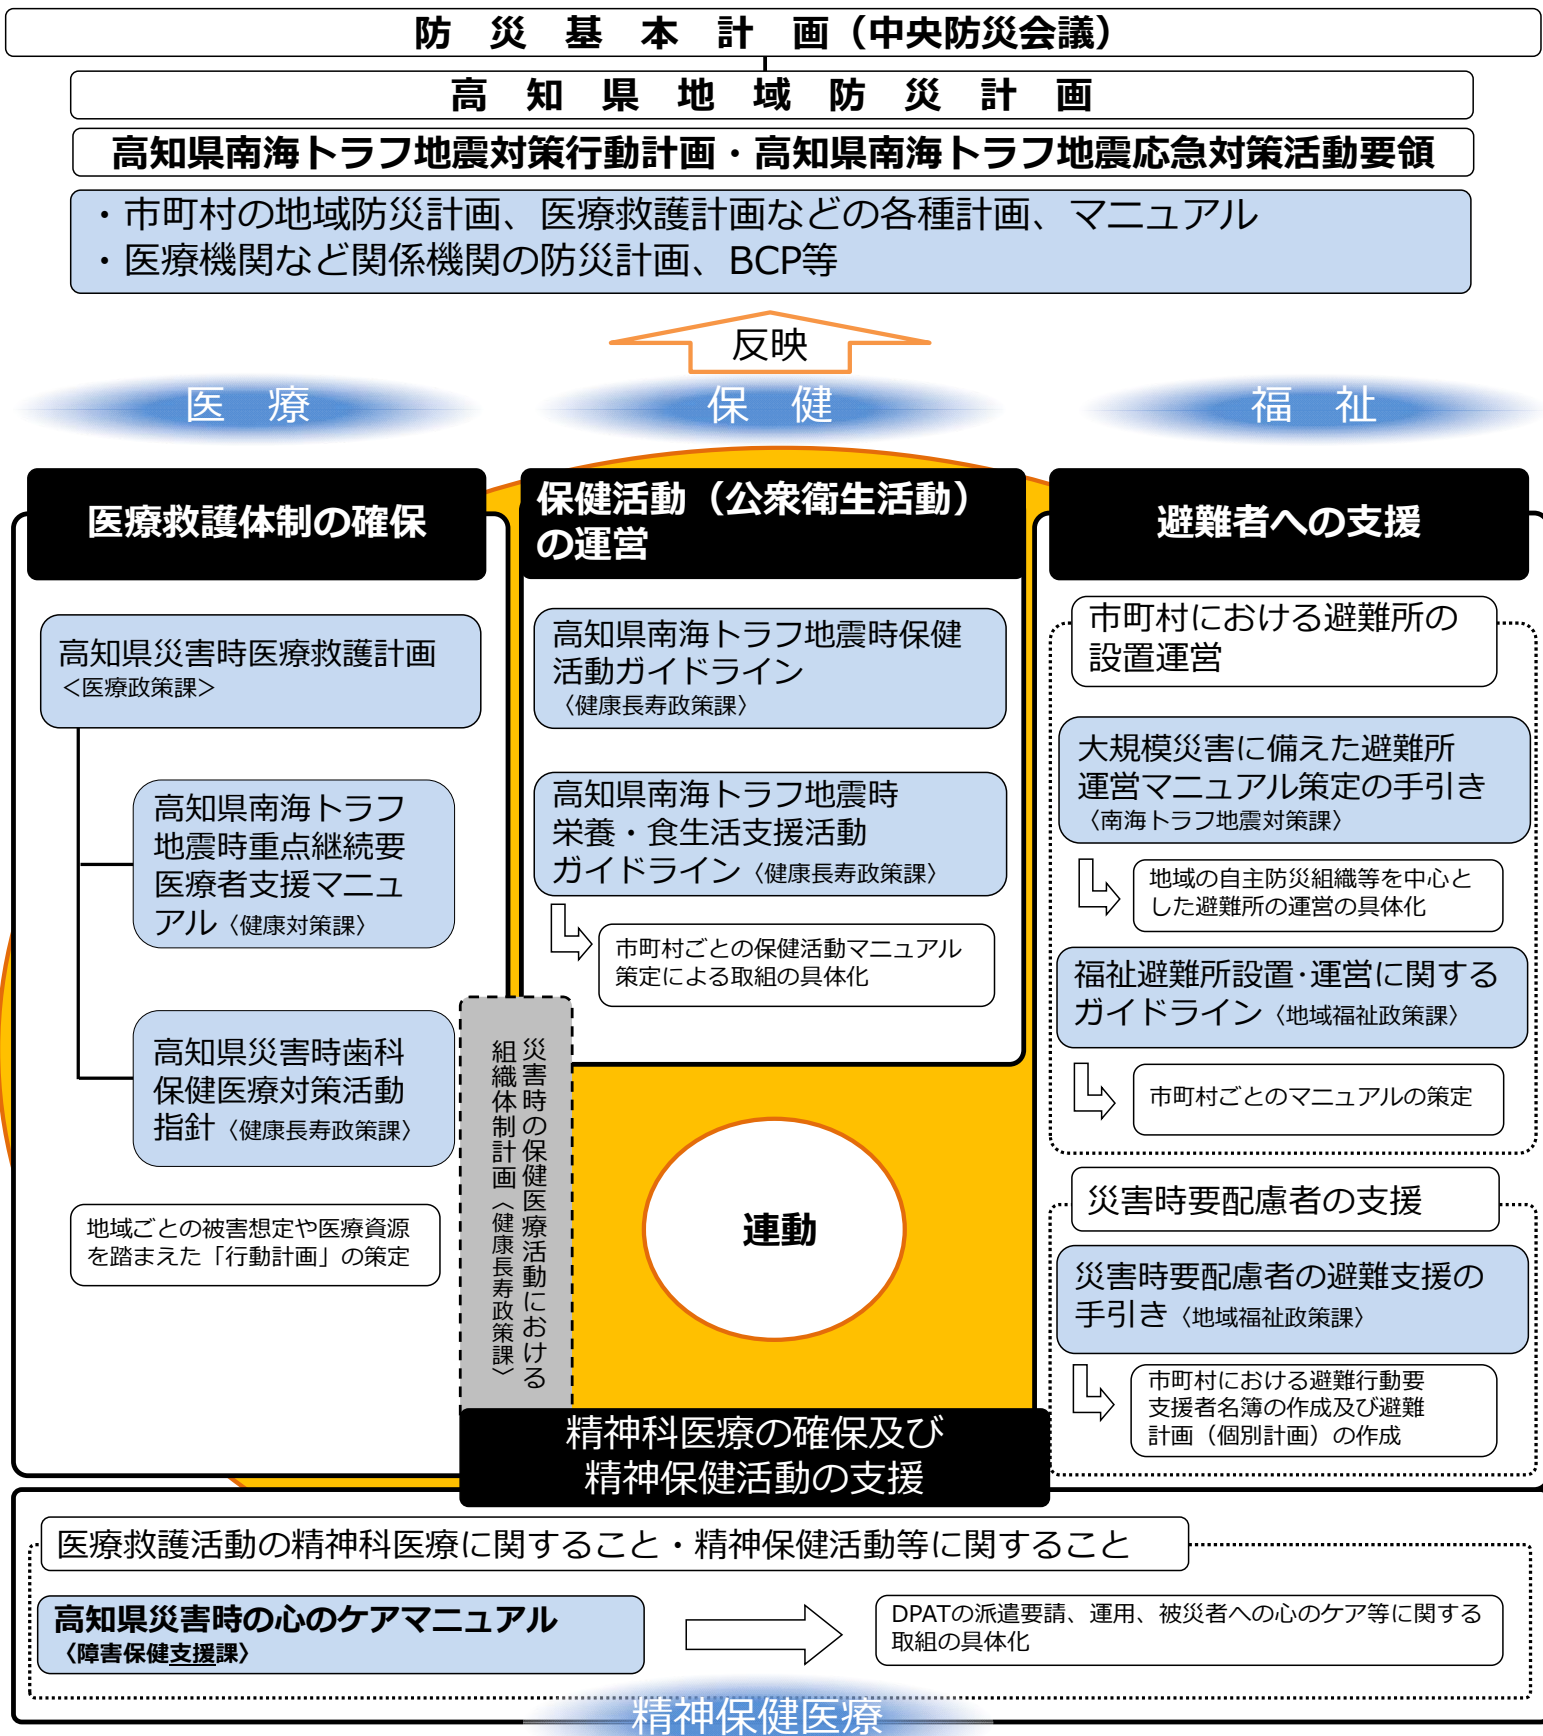 防災基本計画（中央防災会議）
高知県地域防災計画
高知県南海トラフ地震対策行動計画・高知県南海トラフ地震応急対策活動要領
・市町村の地域防災計画、医療救護計画などの各種計画、マニュアル
・医療機関など関係機関の防災計画、BCP等
反映
医療
保健
福祉
医療救護体制の確保
高知県災害時医療救護計画
＜医療政策課＞
高知県南海トラフ
地震時重点継続要
医療者支援マニュ
アル〈健康対策課〉
高知県災害時歯科
保健医療対策活動
指針〈健康長寿政策課〉
地域ごとの被害想定や医療資源
を踏まえた「行動計画」の策定
保健活動（公衆衛生活動）
の運営
高知県南海トラフ地震時保健
活動ガイドライン
〈健康長寿政策課〉
高知県南海トラフ地震時
栄養・食生活支援活動
ガイドライン〈健康長寿政策課〉
市町村ごとの保健活動マニュアル
策定による取組の具体化
災害時の保健医療活動における
組織体制計画〈健康長寿政策課〉
連動
避難者への支援
市町村における避難所の
設置運営
大規模災害に備えた避難所
運営マニュアル策定の手引き
〈南海トラフ地震対策課〉
地域の自主防災組織等を中心と
した避難所の運営の具体化
福祉避難所設置･運営に関する
ガイドライン〈地域福祉政策課〉
市町村ごとのマニュアルの策定
災害時要配慮者の支援
災害時要配慮者の避難支援の
手引き〈地域福祉政策課〉
市町村における避難行動要
支援者名簿の作成及び避難
計画（個別計画）の作成
精神科医療の確保及び
精神保健活動の支援
医療救護活動の精神科医療に関すること・精神保健活動等に関すること
高知県災害時の心のケアマニュアル
〈障害保健支援課〉
DPATの派遣要請、運用、被災者への心のケア等に関する
取組の具体化
精神保健医療